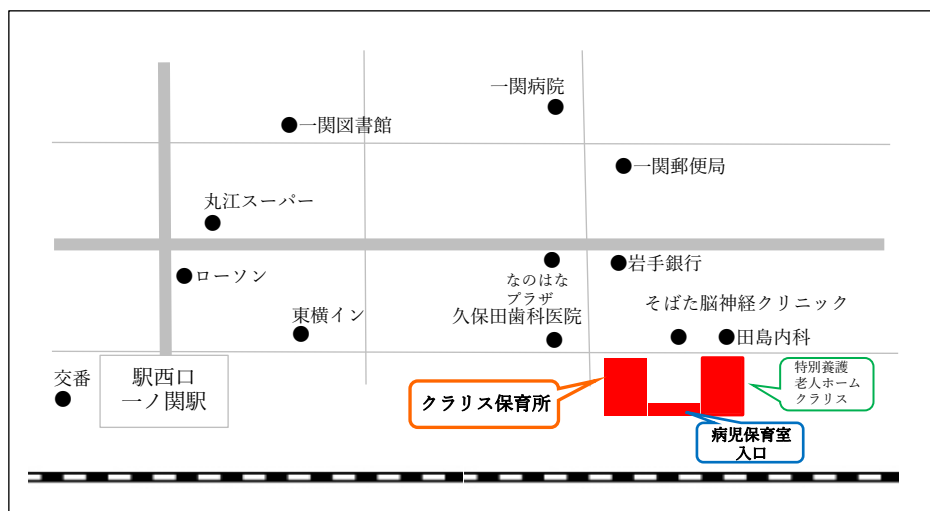 一関病院
一関図書館
一関郵便局
丸江スーパー
ローソン
岩手銀行
なのはな
プラザ
そばた脳神経クリニック
東横イン
久保田歯科医院
田島内科
交番
駅西口
一ノ関駅
クラリス保育所
特別養護
老人ホーム
クラリス
病児保育室
入口